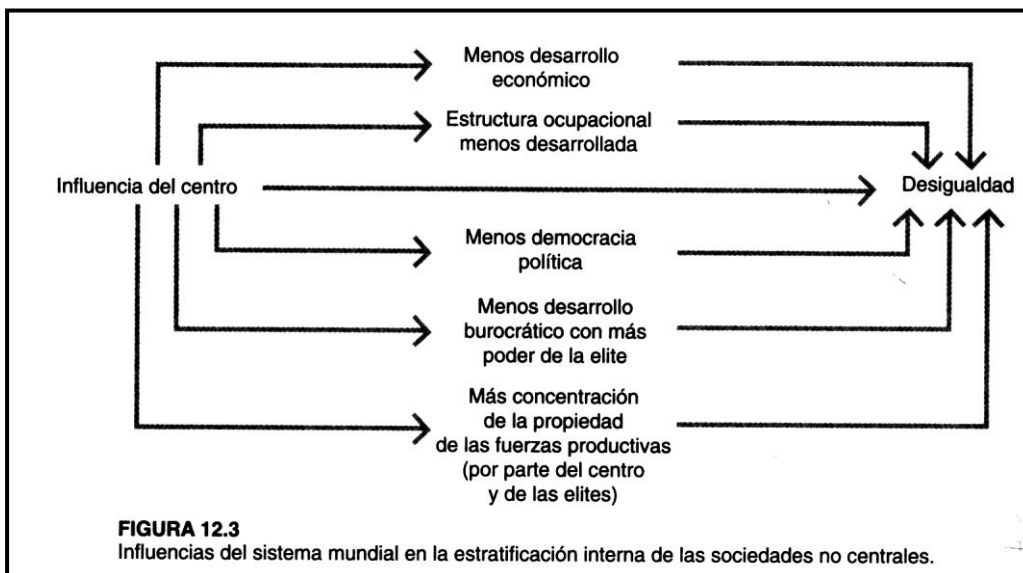 Menos desarrollo
económico
Estructura ocupacional
menos desarrollada
Influencia del centro
Desigualdad
Menos democracia
política
Menos desarrollo
burocrático con más
poder de la elite
Más concentración
de la propiedad
de las fuerzas productivas
(por parte del centro
y de las elites)
FIGURA 12.3
Influencias del sistema mundial en la estratificación interna de las sociedades no centrales.